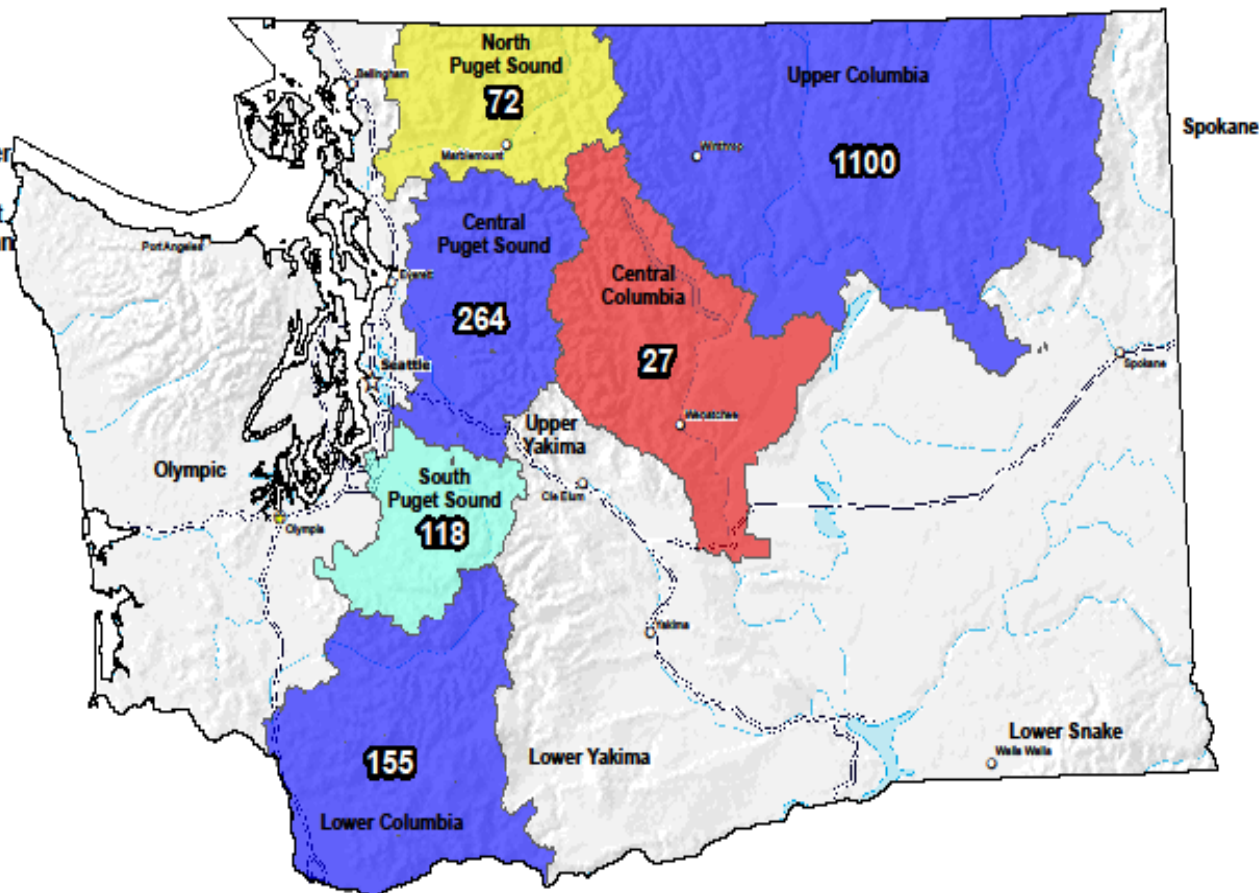 North
Puget Sound
72
Bellingham
Marblemount
Upper Columbia
1100
Winthrop
Spokane
Central
Puget Sound
264
Port Angeles
Everett
Central
Columbia
27
Seattle
Wenatchee
Spokane
Upper
Yakima
Cle Elum
Olympic
Olympia
South
Puget Sound
118
Yakima
155
Lower Columbia
Lower Yakima
Lower Snake
Walla Walla